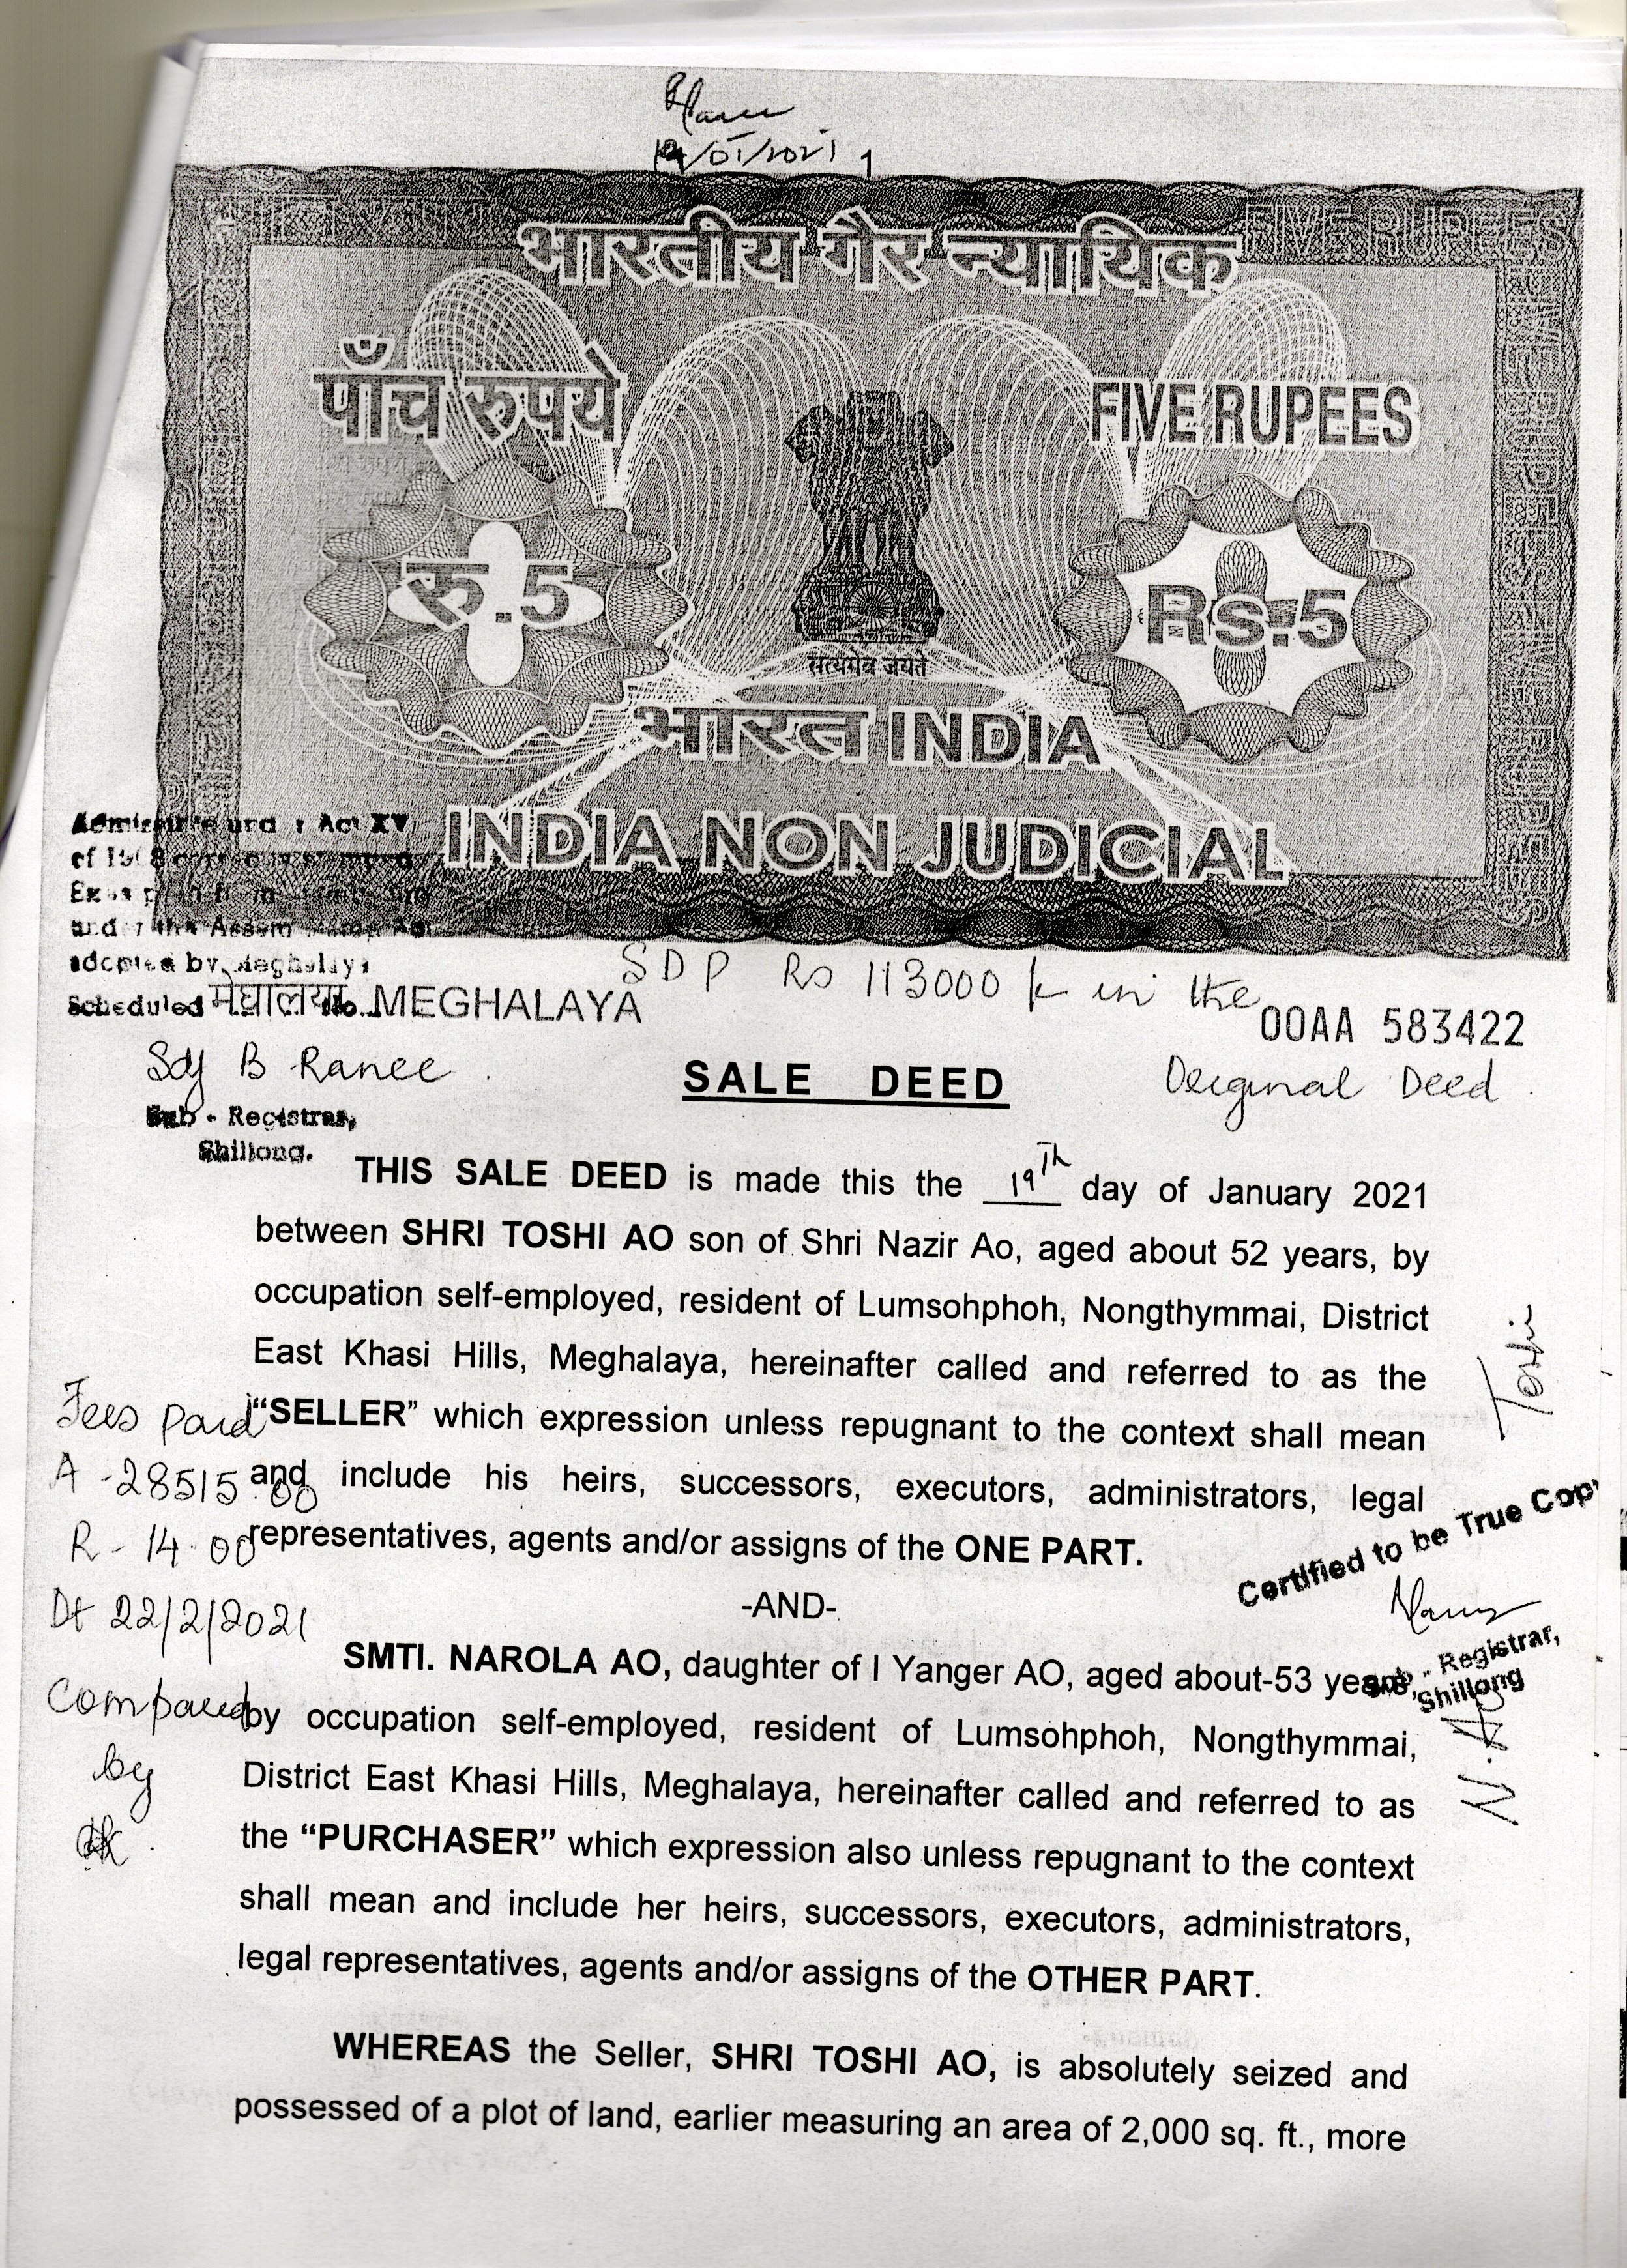 19/01/2021 1
भारतीय गैर न्यायिक
पाँच रुपये
FIVE RUPEES
रु.5
Rs.5
सत्यमेव जयते
भारत INDIA
INDIA NON JUDICIAL
of 1908
adopted by Meghalaya
Scheduled मेघालया No. MEGHALAYA
SDP Rs 113000/- in the
00AA 583422
Original Deed
Sd/ B Ranee
Sub - Registrar,
Shillong.
SALE DEED
THIS SALE DEED is made this the 19Th day of January 2021
between SHRI TOSHI AO son of Shri Nazir Ao, aged about 52 years, by
occupation self-employed, resident of Lumsohphoh, Nongthymmai, District
East Khasi Hills, Meghalaya, hereinafter called and referred to as the
“SELLER” which expression unless repugnant to the context shall mean
and include his heirs, successors, executors, administrators, legal
representatives, agents and/or assigns of the ONE PART.
Toshi
Fees paid
A - 28515.00
R - 14.00
Dt 22/2/2021
Compared
by
Certified to be True Copy
Sub - Registrar,
Shillong
N. Ao
-AND-
SMTI. NAROLA AO, daughter of I Yanger AO, aged about-53 years,
by occupation self-employed, resident of Lumsohphoh, Nongthymmai,
District East Khasi Hills, Meghalaya, hereinafter called and referred to as
the “PURCHASER” which expression also unless repugnant to the context
shall mean and include her heirs, successors, executors, administrators,
legal representatives, agents and/or assigns of the OTHER PART.
WHEREAS the Seller, SHRI TOSHI AO, is absolutely seized and
possessed of a plot of land, earlier measuring an area of 2,000 sq. ft., more